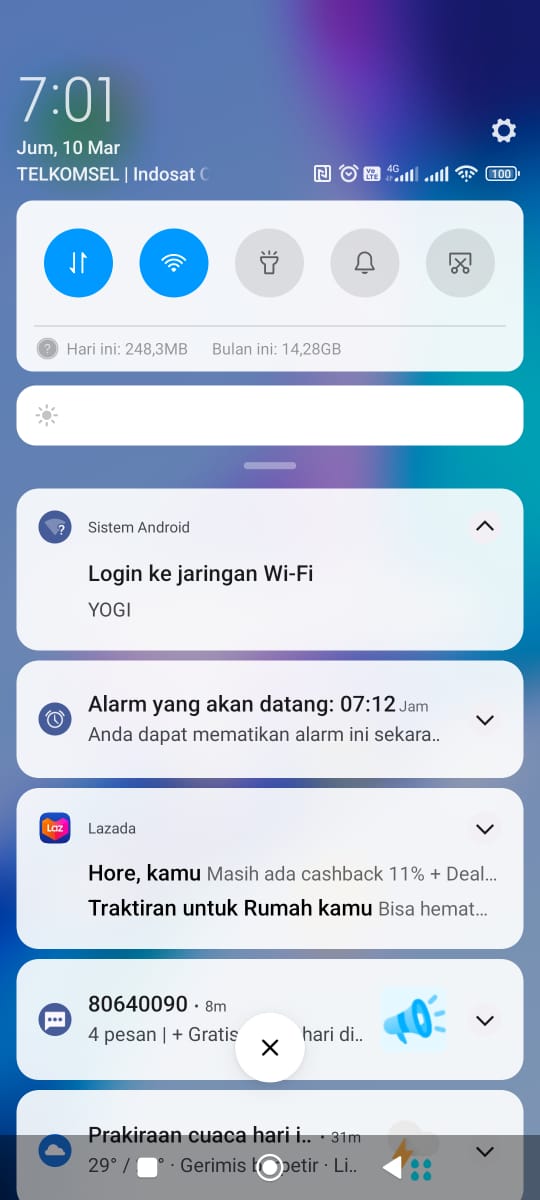 7:01
Jum, 10 Mar
TELKOMSEL | Indosat
Vo LTE 4G 100
Hari ini: 248,3MB Bulan ini: 14,28GB
Sistem Android
Login ke jaringan Wi-Fi
YOGI
Alarm yang akan datang: 07:12 Jam
Anda dapat mematikan alarm ini sekara..
Laz Lazada
Hore, kamu Masih ada cashback 11% + Deal...
Traktiran untuk Rumah kamu Bisa hemat...
80640090 · 8m
4 pesan | + Gratis hari di..
Prakiraan cuaca hari i.. · 31m
29° / ° · Gerimis petir · Li..